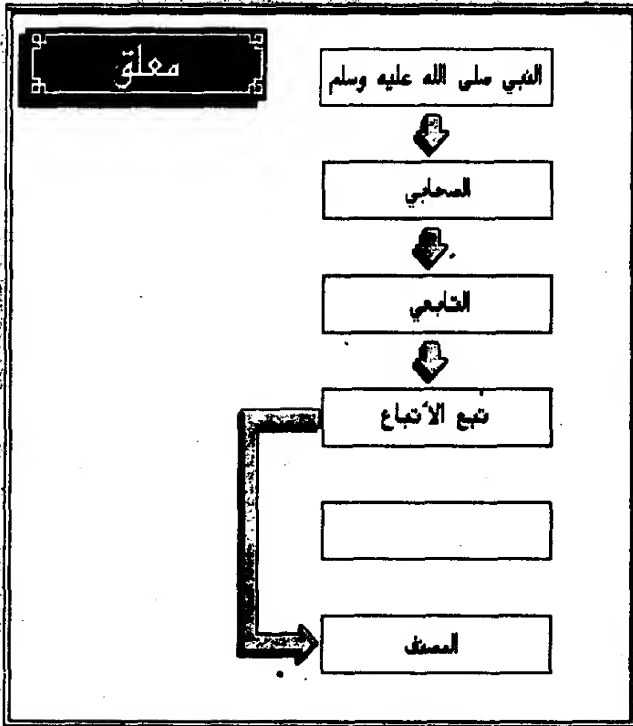 معلق
النبي صلى الله عليه وسلم
الصحابي
التابعي
تبع الأتباع
المصنف